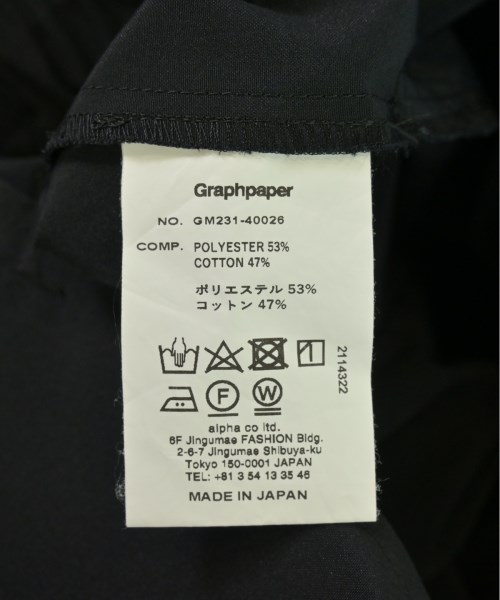 Graphpaper
NO. GM231-40026
COMP. POLYESTER 53%
COTTON 47%
ポリエステル 53%
コットン 47%
2114322
F W
alpha co ltd.
6F Jingumae FASHION Bldg.
2-6-7 Jingumae Shibuya-ku
Tokyo 150-0001 JAPAN
TEL: +81 3 54 13 35 46
MADE IN JAPAN